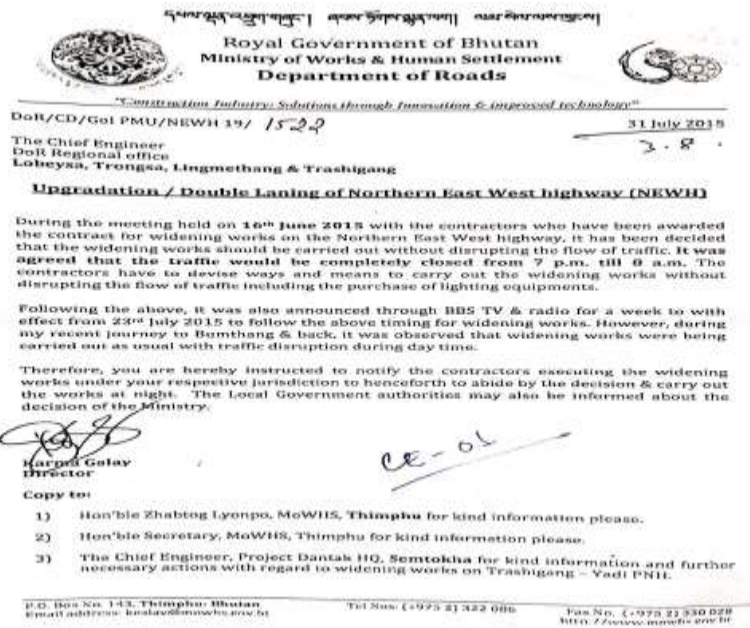 Royal Government of Bhutan
Ministry of Works & Human Settlement
Department of Roads
"Construction Industry: Solutions through Innovation & improved technology"
DoR/CD/GoI PMU/NEWH 19/ 1522
31 July 2015
3.8.
The Chief Engineer
DoR Regional office
Lobeysa, Trongsa, Lingmethang & Trashigang
Upgradation / Double Laning of Northern East West highway (NEWH)
During the meeting held on 16th June 2015 with the contractors who have been awarded
the contract for widening works on the Northern East West highway, it has been decided
that the widening works should be carried out without disrupting the flow of traffic. It was
agreed that the traffic would be completely closed from 7 p.m. till 8 a.m. The
contractors have to devise ways and means to carry out the widening works without
disrupting the flow of traffic including the purchase of lighting equipments.
Following the above, it was also announced through BBS TV & radio for a week to with
effect from 23rd July 2015 to follow the above timing for widening works. However, during
my recent journey to Bumthang & back, it was observed that widening works were being
carried out as usual with traffic disruption during day time.
Therefore, you are hereby instructed to notify the contractors executing the widening
works under your respective jurisdiction to henceforth to abide by the decision & carry out
the works at night. The Local Government authorities may also be informed about the
decision of the Ministry.
CE-OL
Karma Galay
Director
Copy to:
1) Hon'ble Zhabtog Lyonpo, MoWHS, Thimphu for kind information please.
2) Hon'ble Secretary, MoWHS, Thimphu for kind information please.
3) The Chief Engineer, Project Dantak HQ, Semtokha for kind information and further
necessary actions with regard to widening works on Trashigang – Yadi PNH.
P.O. Box No. 143, Thimphu: Bhutan
Tel Nos: (+975 2) 322 086
Fax No. (+975 2) 330 028
Email address: